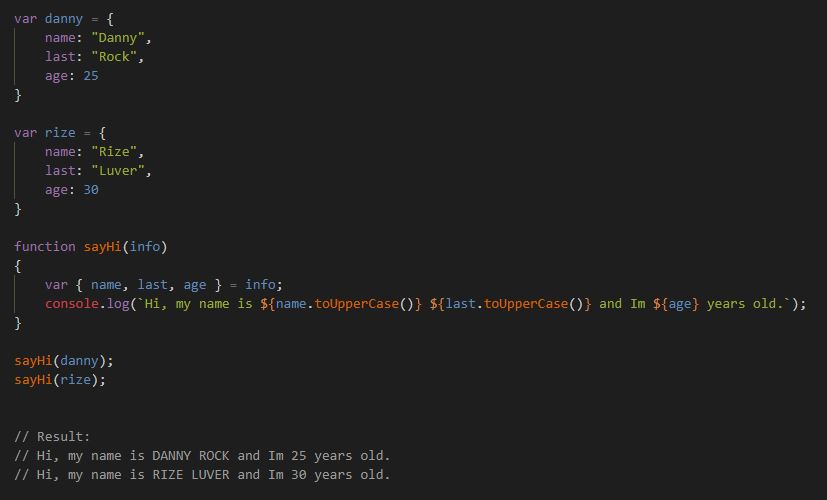 var danny = {
    name: "Danny",
    last: "Rock",
    age: 25
}
var rize = {
    name: "Rize",
    last: "Luver",
    age: 30
}
function sayHi(info)
{
    var { name, last, age } = info;
    console.log(`Hi, my name is ${name.toUpperCase()} ${last.toUpperCase()} and Im ${age} years old.`);
}
sayHi(danny);
sayHi(rize);
// Result:
// Hi, my name is DANNY ROCK and Im 25 years old.
// Hi, my name is RIZE LUVER and Im 30 years old.